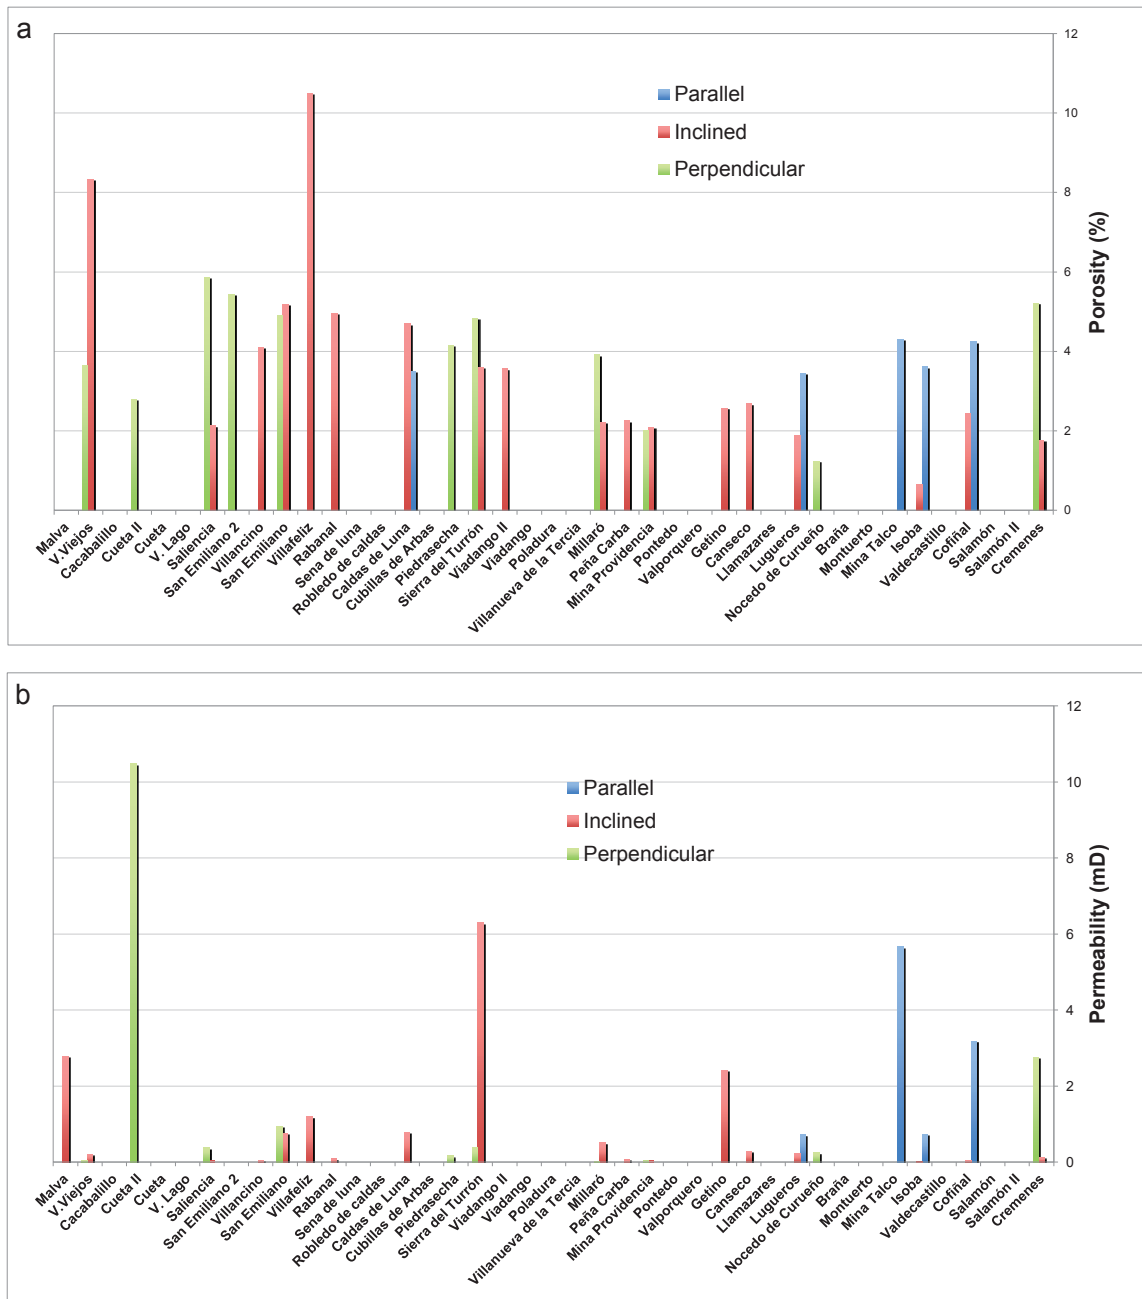 a
12
10
8
6
4
2
0
Porosity (%)
Parallel
Inclined
Perpendicular
Malva
V.Viejos
Cacaballilo
Cueta II
Cueta
V. Lago
Saliencia
San Emiliano 2
Villancino
San Emiliano
Villafeliz
Rabanal
Sena de luna
Robledo de caldas
Caldas de Luna
Cubillas de Arbas
Piedrasecha
Sierra del Turrón
Viadango II
Viadango
Poladura
Villanueva de la Tercia
Millaró
Peña Carba
Mina Providencia
Pontedo
Valporquero
Getino
Canseco
Llamazares
Lugueros
Nocedo de Curueño
Braña
Montuerto
Mina Talco
Isoba
Valdecastillo
Cofiñal
Salamón
Salamón II
Cremenes
b
12
10
8
6
4
2
0
Permeability (mD)
Parallel
Inclined
Perpendicular
Malva
V.Viejos
Cacaballilo
Cueta II
Cueta
V. Lago
Saliencia
San Emiliano 2
Villancino
San Emiliano
Villafeliz
Rabanal
Sena de luna
Robledo de caldas
Caldas de Luna
Cubillas de Arbas
Piedrasecha
Sierra del Turrón
Viadango II
Viadango
Poladura
Villanueva de la Tercia
Millaró
Peña Carba
Mina Providencia
Pontedo
Valporquero
Getino
Canseco
Llamazares
Lugueros
Nocedo de Curueño
Braña
Montuerto
Mina Talco
Isoba
Valdecastillo
Cofiñal
Salamón
Salamón II
Cremenes